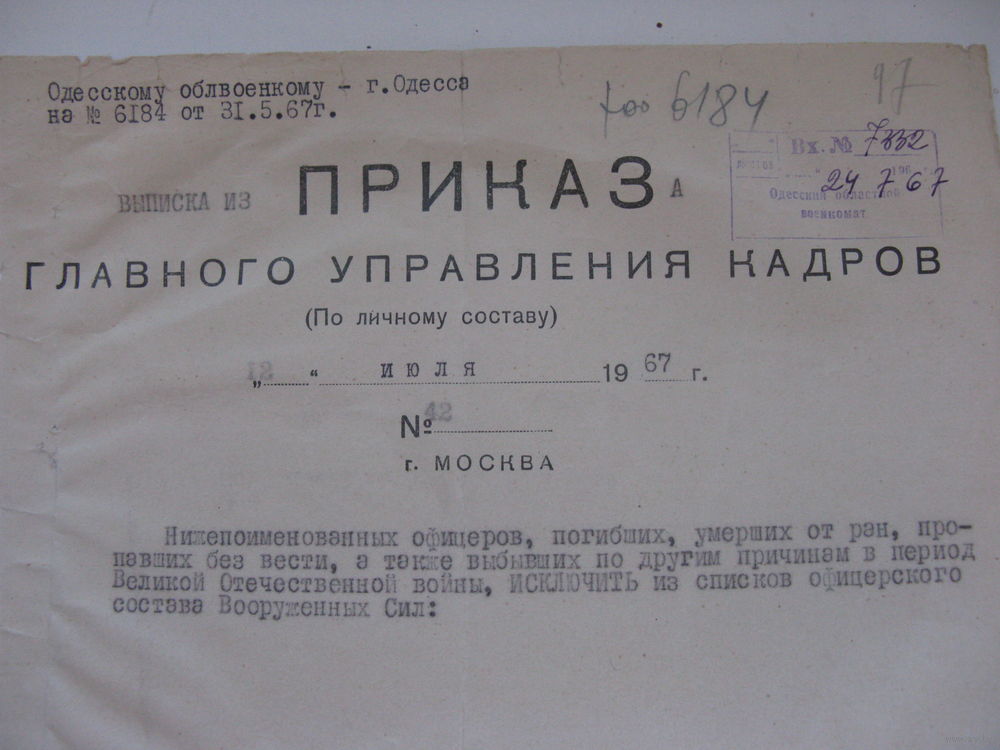 Одесскому облвоенкому - г.Одесса
на № 6184 от 31.5.67г.
6184
97
Вх. № 7332
листов 196 г.
24 7 67
Одесский областной
военкомат
ВЫПИСКА ИЗ ПРИКАЗА
ГЛАВНОГО УПРАВЛЕНИЯ КАДРОВ
(По личному составу)
„12“ ИЮЛЯ 1967 г.
№ 42
г. МОСКВА
Нижепоименованных офицеров, погибших, умерших от ран, про-
павших без вести, а также выбывших по другим причинам в период
Великой Отечественной войны, ИСКЛЮЧИТЬ из списков офицерского
состава Вооруженных Сил: